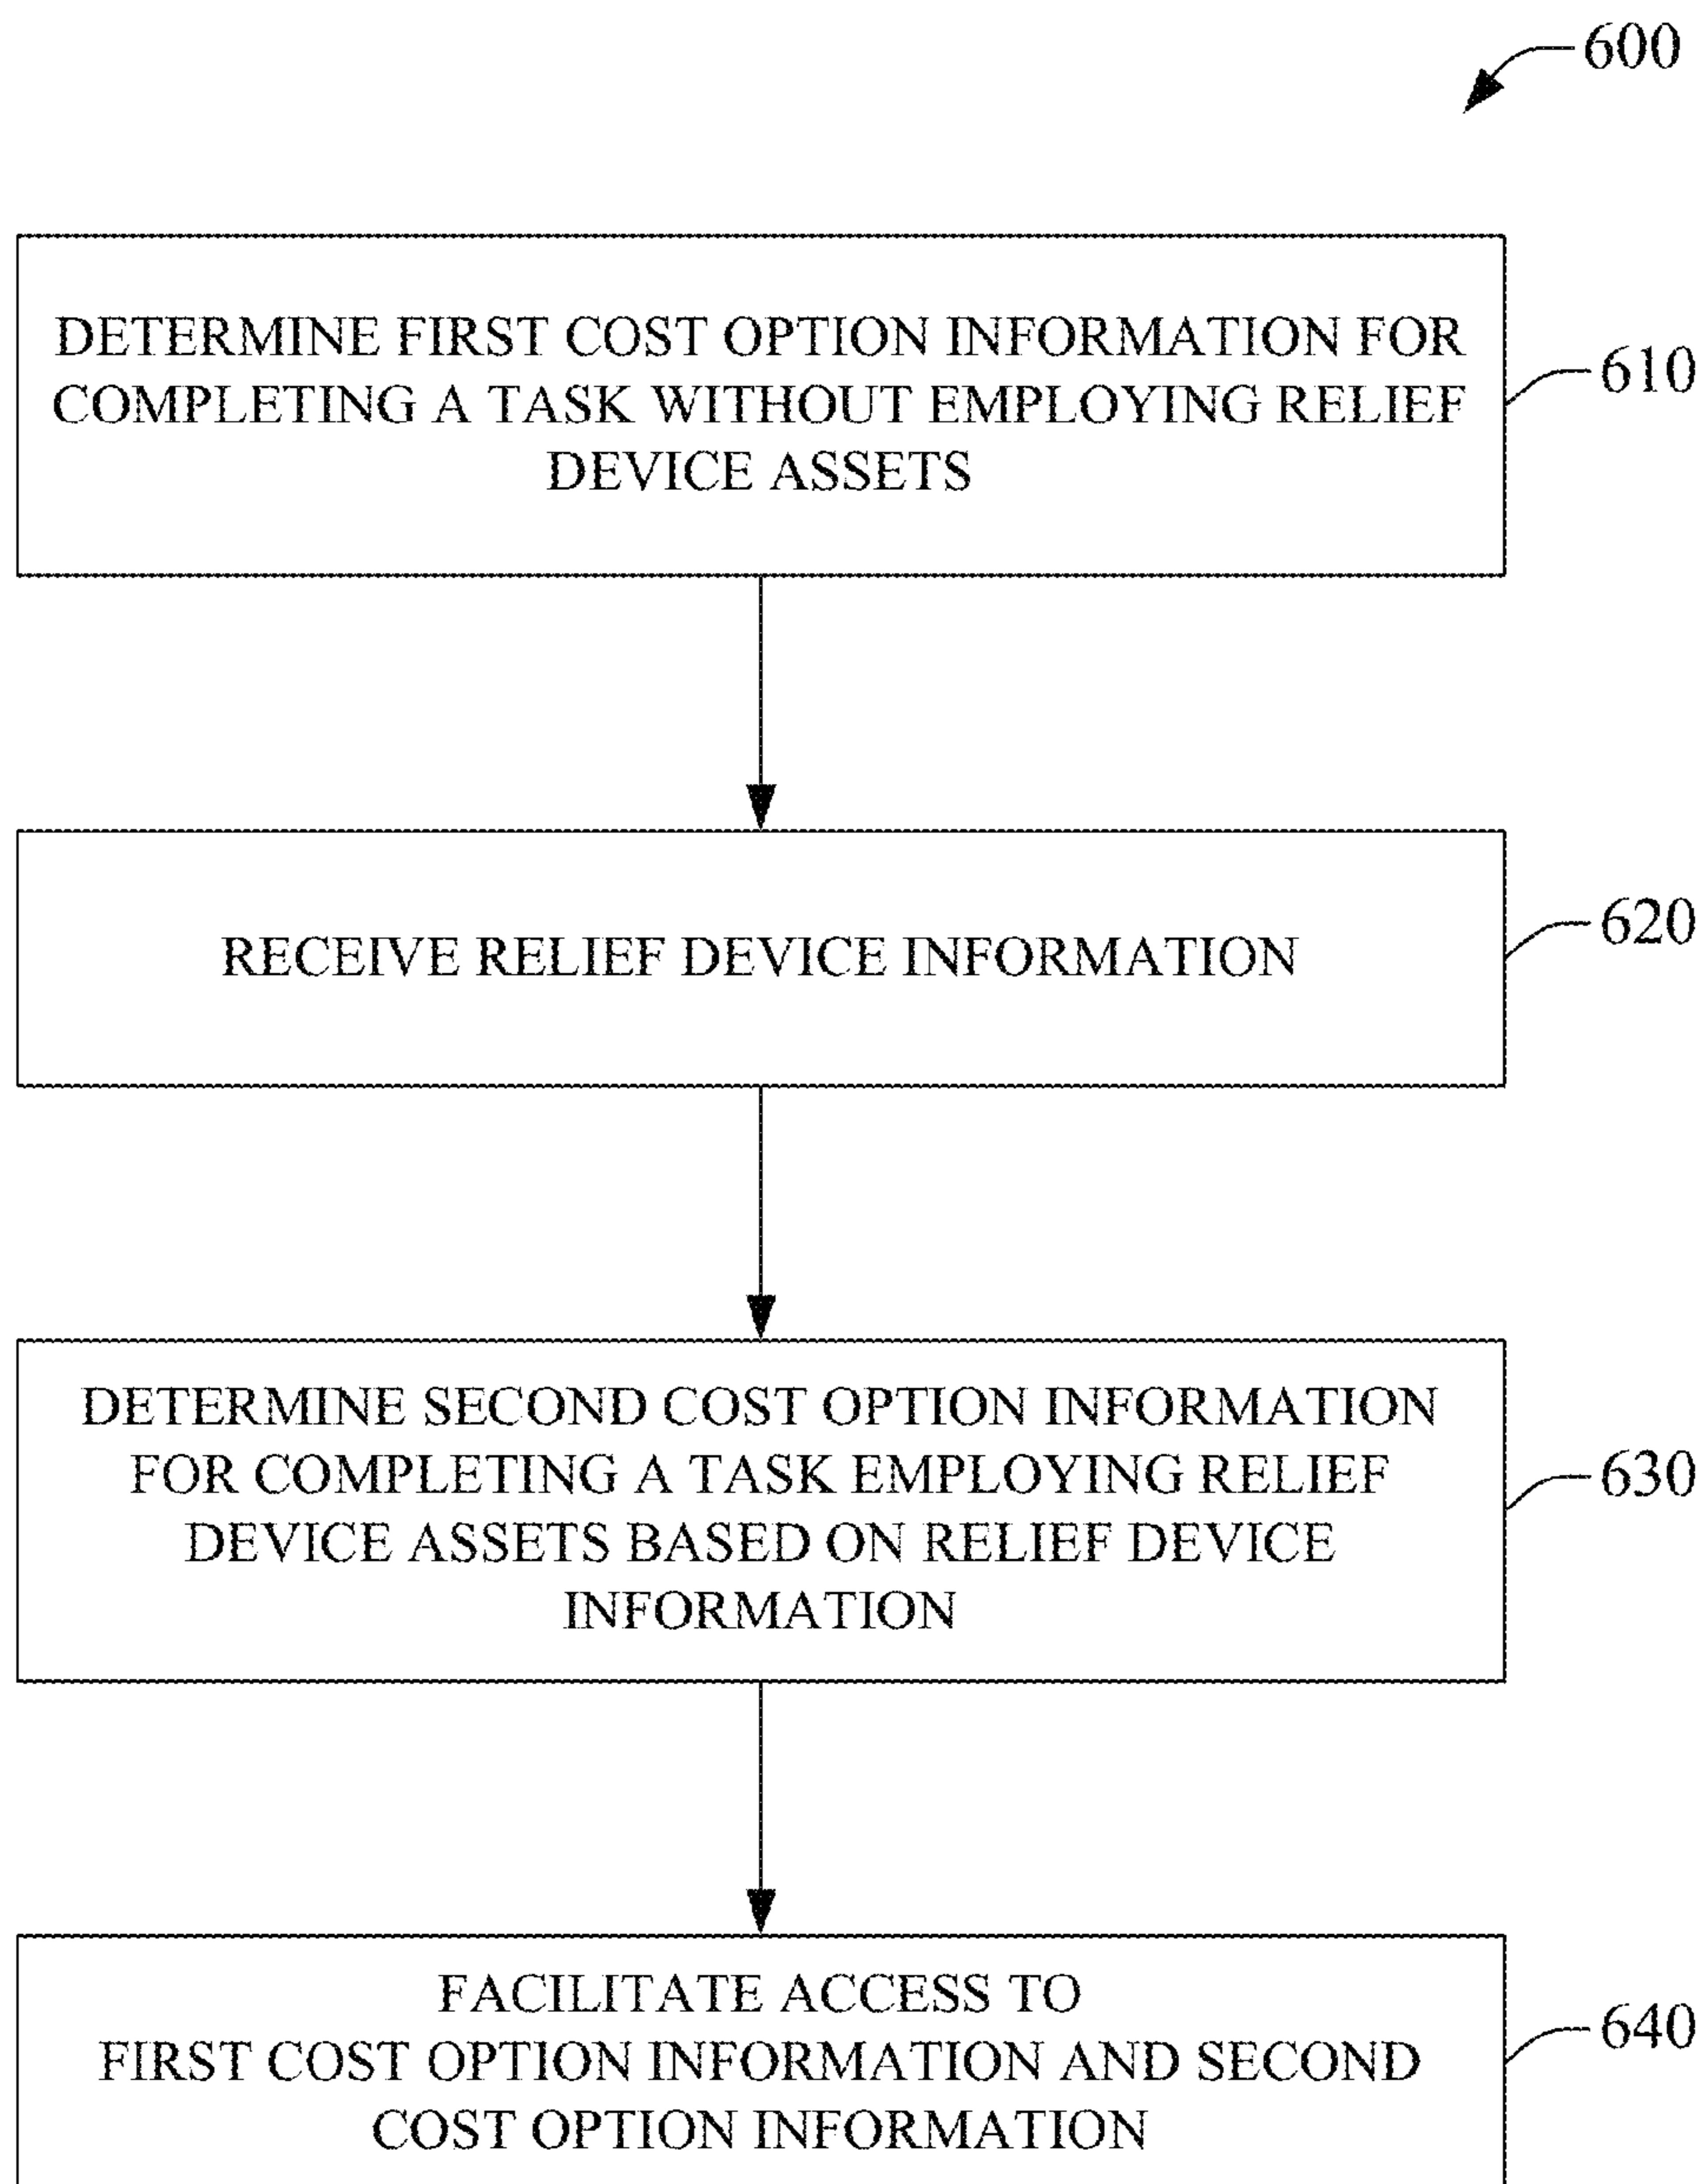 600
DETERMINE FIRST COST OPTION INFORMATION FOR
COMPLETING A TASK WITHOUT EMPLOYING RELIEF
DEVICE ASSETS
610
RECEIVE RELIEF DEVICE INFORMATION
620
DETERMINE SECOND COST OPTION INFORMATION
FOR COMPLETING A TASK EMPLOYING RELIEF
DEVICE ASSETS BASED ON RELIEF DEVICE
INFORMATION
630
FACILITATE ACCESS TO
FIRST COST OPTION INFORMATION AND SECOND
COST OPTION INFORMATION
640